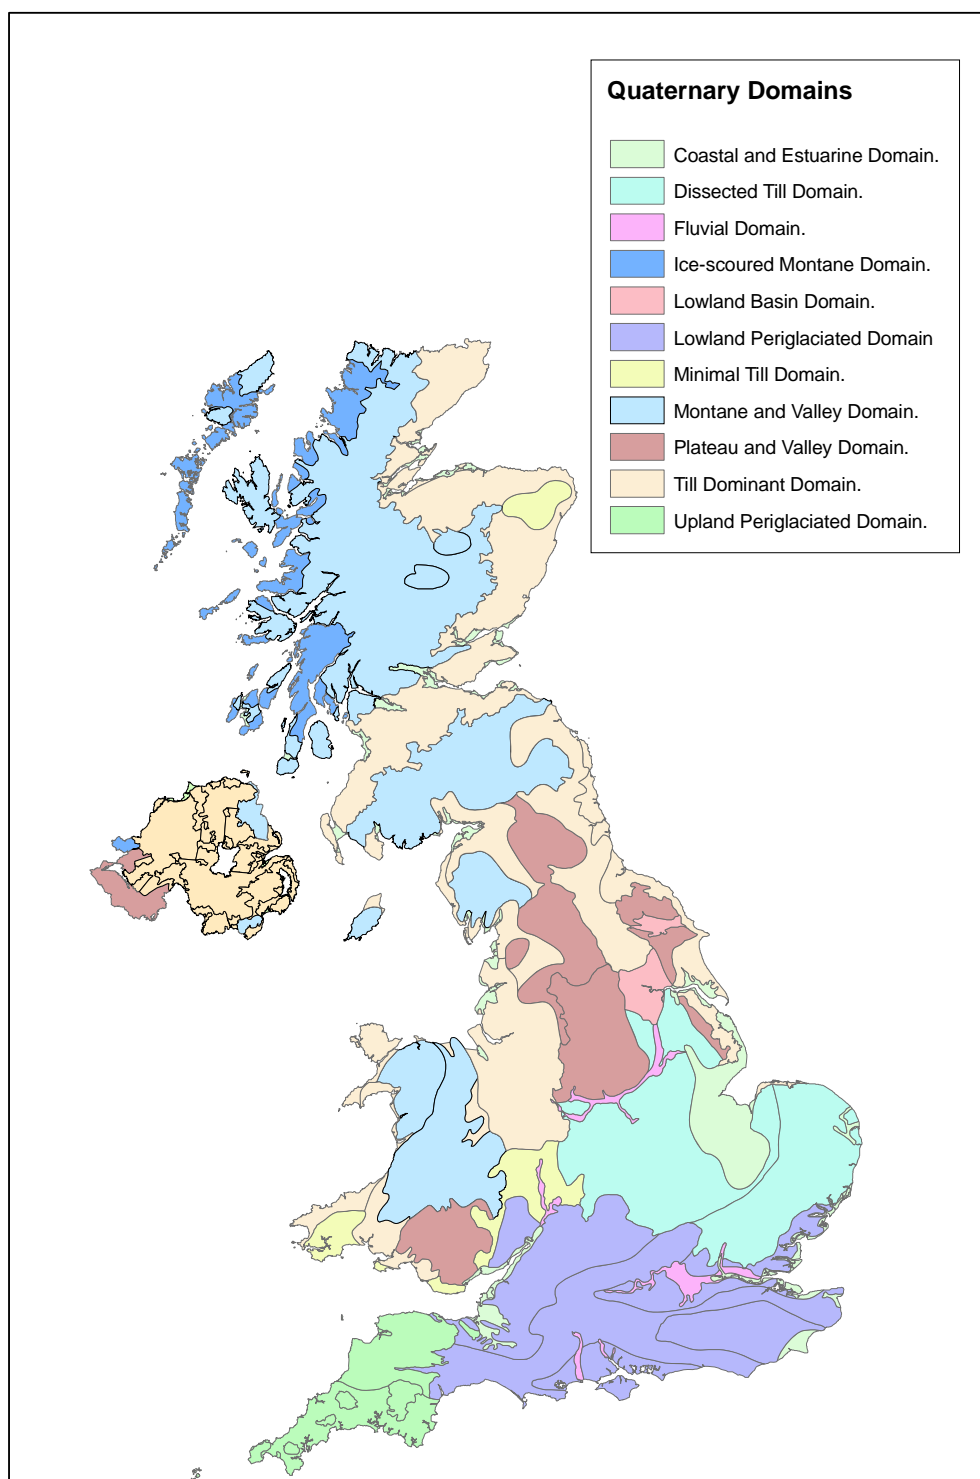 Quaternary Domains
Coastal and Estuarine Domain.
Dissected Till Domain.
Fluvial Domain.
Ice-scoured Montane Domain.
Lowland Basin Domain.
Lowland Periglaciated Domain
Minimal Till Domain.
Montane and Valley Domain.
Plateau and Valley Domain.
Till Dominant Domain.
Upland Periglaciated Domain.